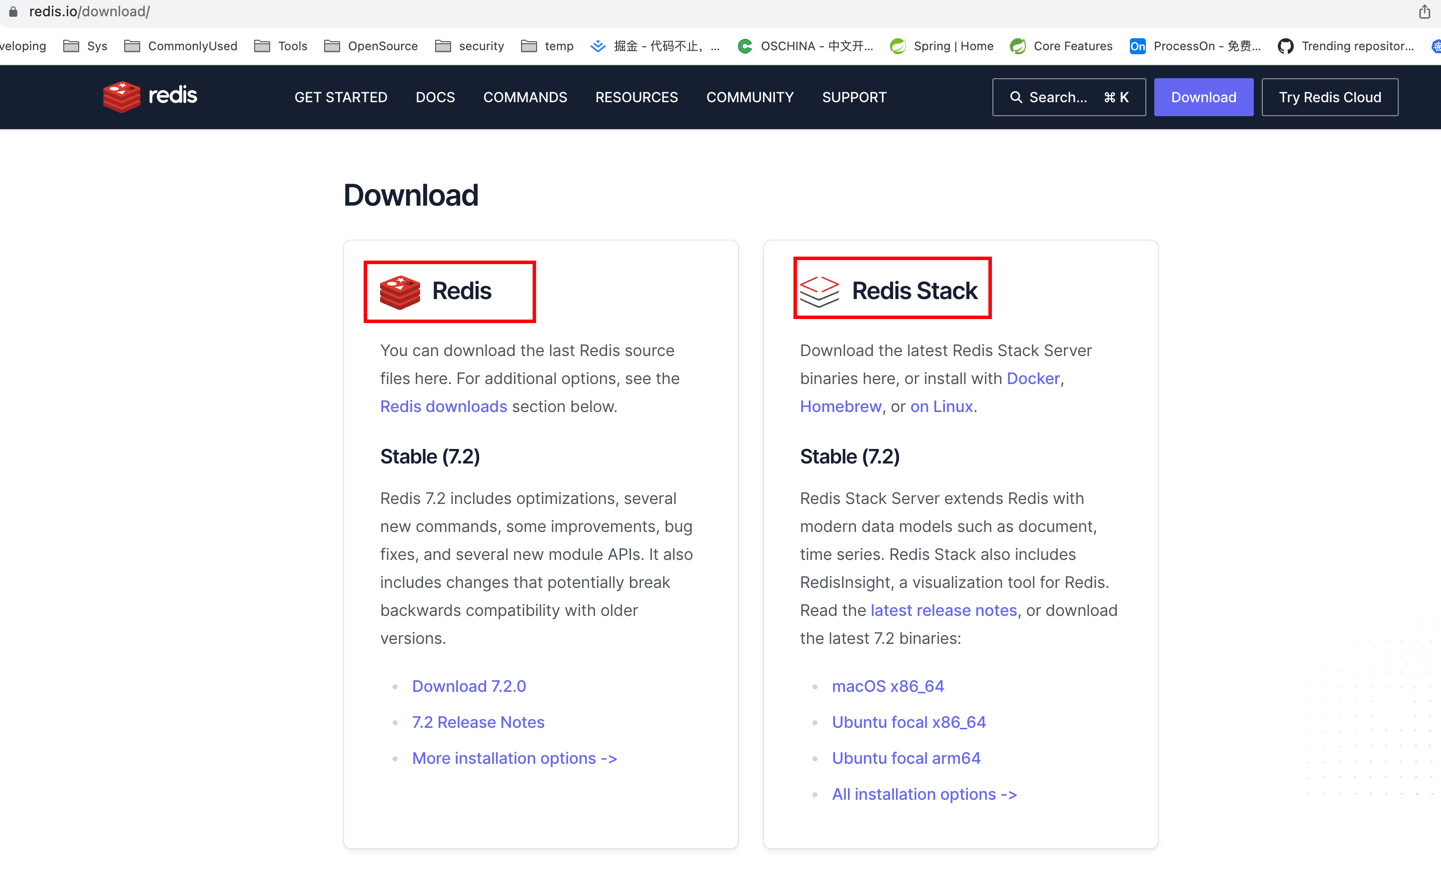 redis.io/download/
veloping Sys CommonlyUsed Tools OpenSource security temp 掘金 - 代码不止，... OSCHINA - 中文开... Spring | Home Core Features On ProcessOn - 免费... Trending repositor...
redis GET STARTED DOCS COMMANDS RESOURCES COMMUNITY SUPPORT Search... ⌘ K Download Try Redis Cloud
Download
Redis
You can download the last Redis source
files here. For additional options, see the
Redis downloads section below.
Stable (7.2)
Redis 7.2 includes optimizations, several
new commands, some improvements, bug
fixes, and several new module APIs. It also
includes changes that potentially break
backwards compatibility with older
versions.
Download 7.2.0
7.2 Release Notes
More installation options ->
Redis Stack
Download the latest Redis Stack Server
binaries here, or install with Docker,
Homebrew, or on Linux.
Stable (7.2)
Redis Stack Server extends Redis with
modern data models such as document,
time series. Redis Stack also includes
RedisInsight, a visualization tool for Redis.
Read the latest release notes, or download
the latest 7.2 binaries:
macOS x86_64
Ubuntu focal x86_64
Ubuntu focal arm64
All installation options ->